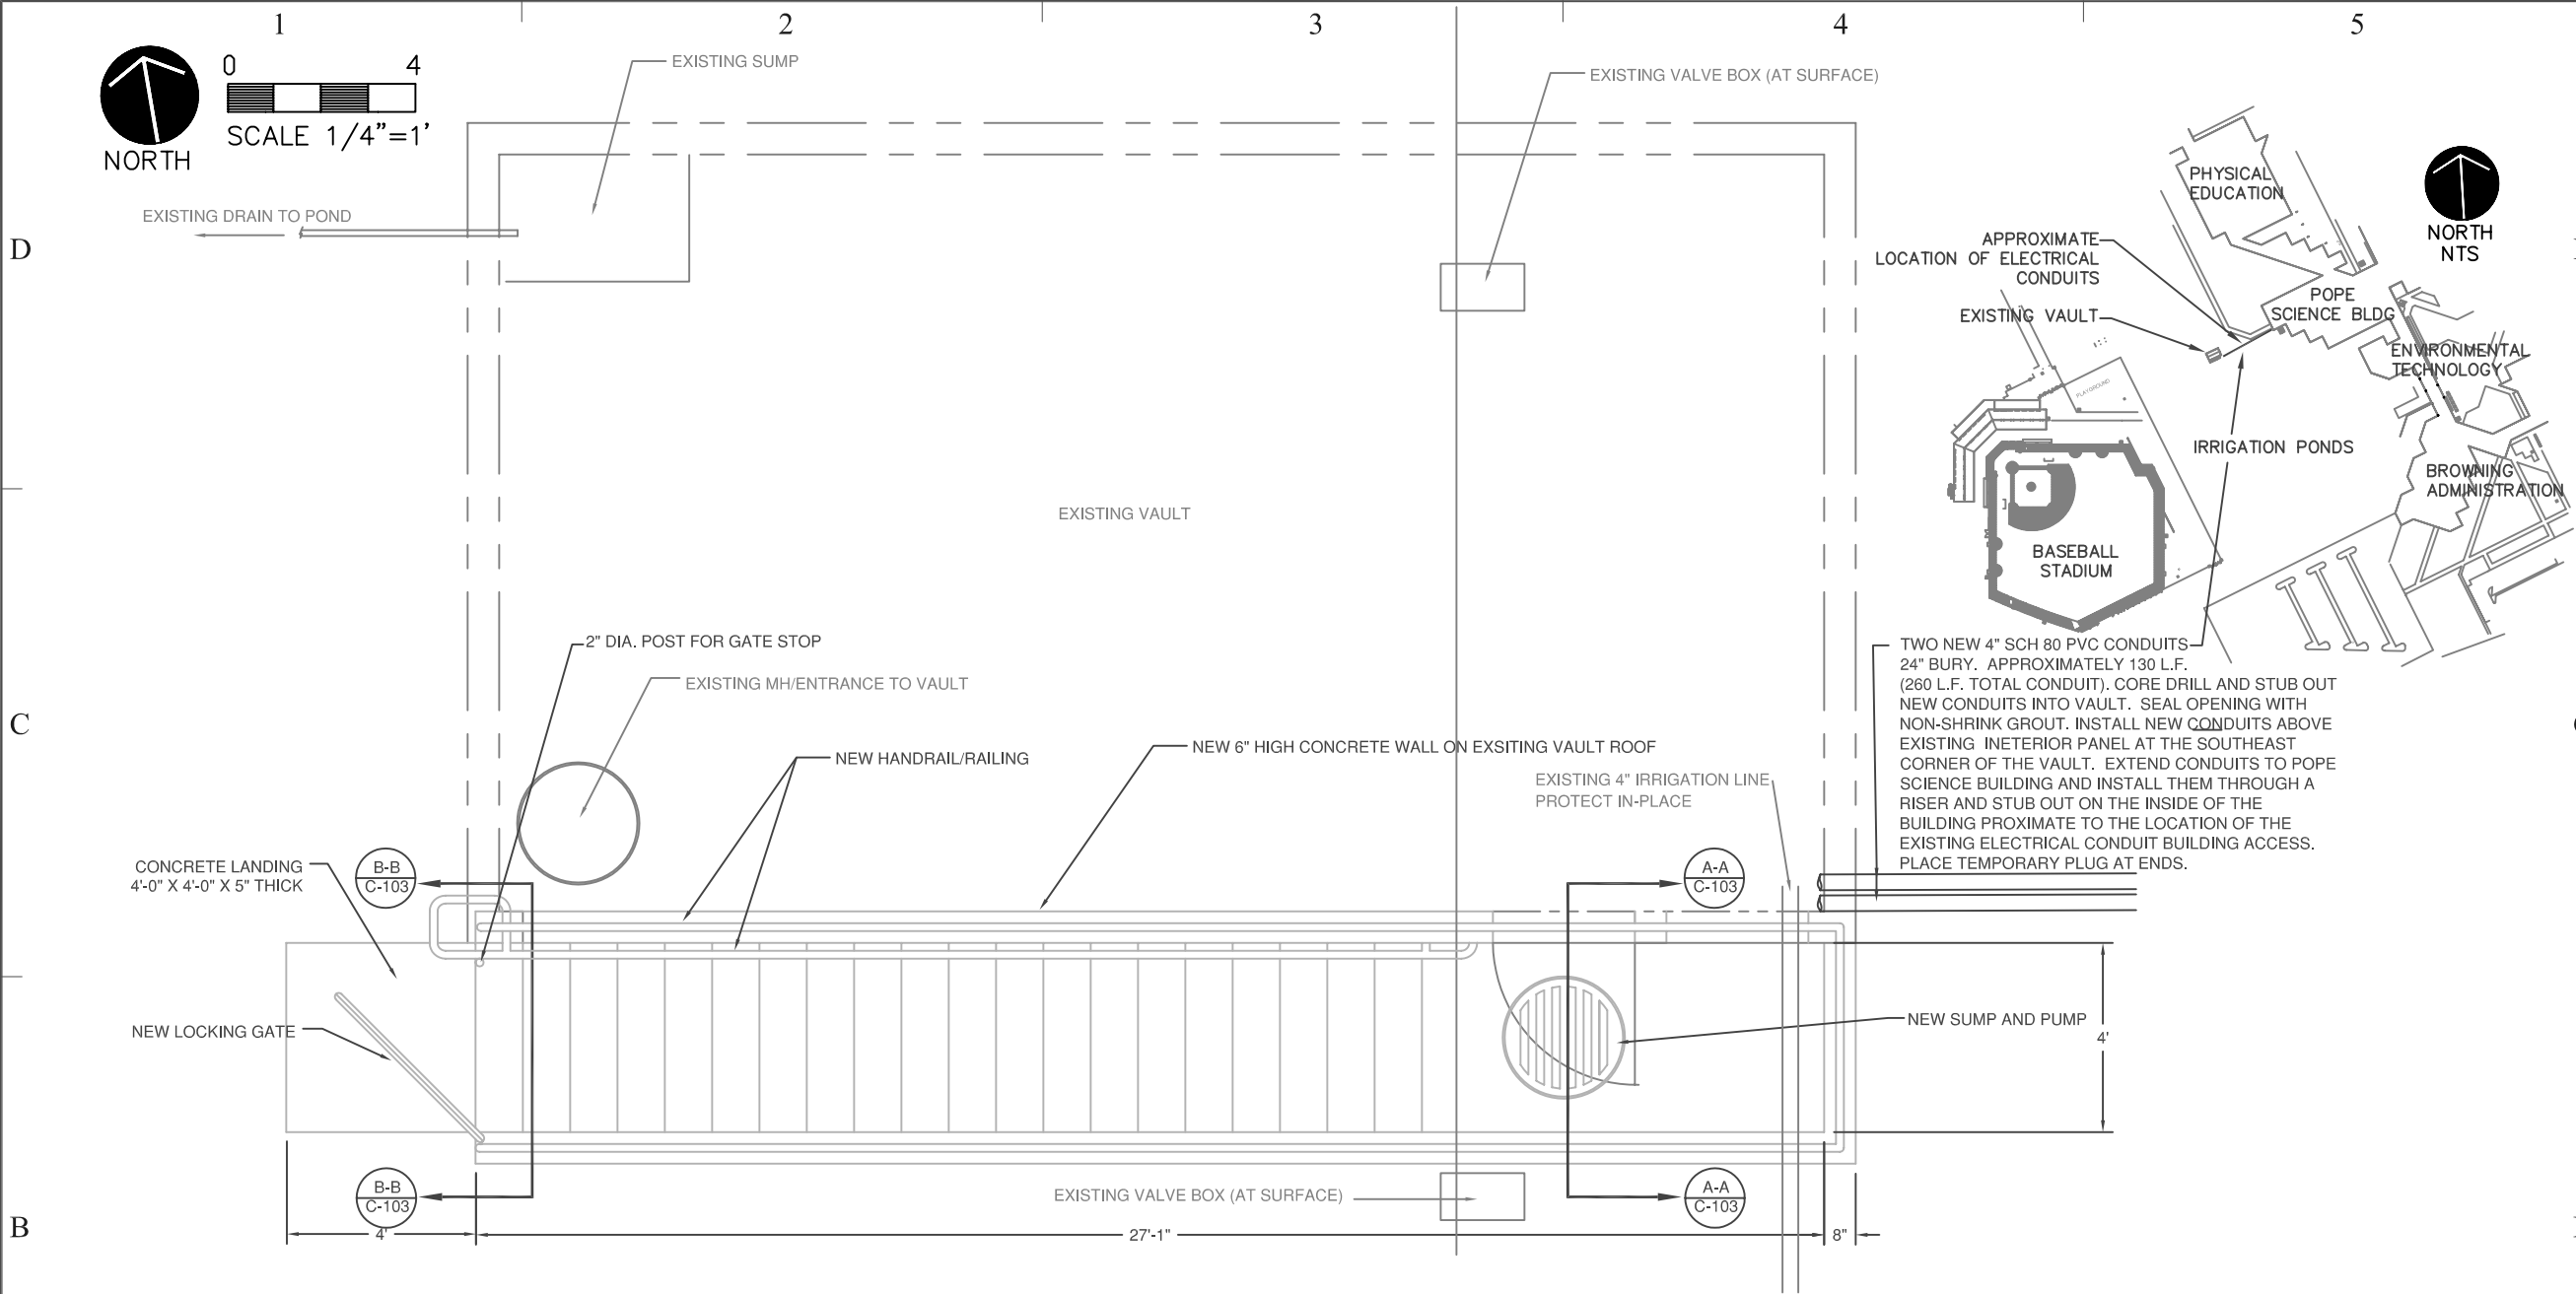 1
2
3
4
5
0
4
SCALE 1/4"=1'
NORTH
EXISTING SUMP
EXISTING VALVE BOX (AT SURFACE)
EXISTING DRAIN TO POND
D
PHYSICAL
EDUCATION
NORTH
NTS
APPROXIMATE
LOCATION OF ELECTRICAL
CONDUITS
EXISTING VAULT
POPE
SCIENCE BLDG
ENVIRONMENTAL
TECHNOLOGY
PLAYGROUND
IRRIGATION PONDS
BROWNING
ADMINISTRATION
BASEBALL
STADIUM
EXISTING VAULT
2" DIA. POST FOR GATE STOP
EXISTING MH/ENTRANCE TO VAULT
C
NEW HANDRAIL/RAILING
NEW 6" HIGH CONCRETE WALL ON EXSITING VAULT ROOF
EXISTING 4" IRRIGATION LINE
PROTECT IN-PLACE
TWO NEW 4" SCH 80 PVC CONDUITS
24" BURY. APPROXIMATELY 130 L.F.
(260 L.F. TOTAL CONDUIT). CORE DRILL AND STUB OUT
NEW CONDUITS INTO VAULT. SEAL OPENING WITH
NON-SHRINK GROUT. INSTALL NEW CONDUITS ABOVE
EXISTING INETERIOR PANEL AT THE SOUTHEAST
CORNER OF THE VAULT. EXTEND CONDUITS TO POPE
SCIENCE BUILDING AND INSTALL THEM THROUGH A
RISER AND STUB OUT ON THE INSIDE OF THE
BUILDING PROXIMATE TO THE LOCATION OF THE
EXISTING ELECTRICAL CONDUIT BUILDING ACCESS.
PLACE TEMPORARY PLUG AT ENDS.
CONCRETE LANDING
4'-0" X 4'-0" X 5" THICK
B-B
C-103
A-A
C-103
NEW LOCKING GATE
NEW SUMP AND PUMP
4'
B-B
C-103
EXISTING VALVE BOX (AT SURFACE)
A-A
C-103
B
4'
27'-1"
8"